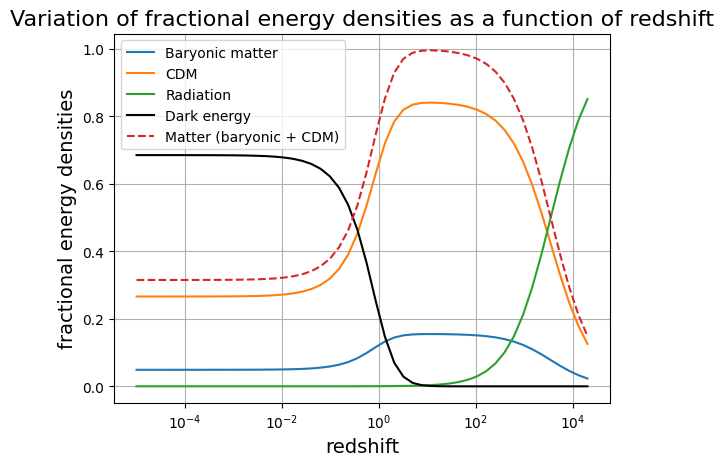 Variation of fractional energy densities as a function of redshift
Baryonic matter
CDM
Radiation
Dark energy
Matter (baryonic + CDM)
fractional energy densities
1.0
0.8
0.6
0.4
0.2
0.0
10⁻⁴ 10⁻² 10⁰ 10² 10⁴
redshift